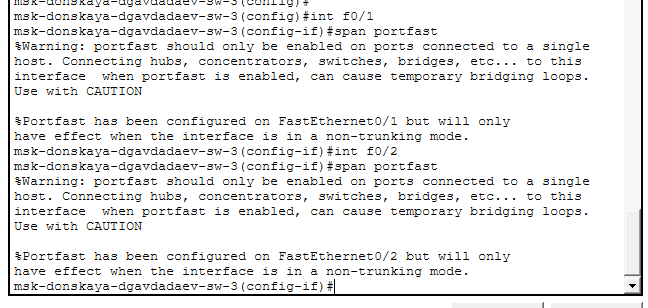 msk-donskaya-dgavdadaev-sw-3(config)#
msk-donskaya-dgavdadaev-sw-3(config)#int f0/1
msk-donskaya-dgavdadaev-sw-3(config-if)#span portfast
%Warning: portfast should only be enabled on ports connected to a single
host. Connecting hubs, concentrators, switches, bridges, etc... to this
interface  when portfast is enabled, can cause temporary bridging loops.
Use with CAUTION

%Portfast has been configured on FastEthernet0/1 but will only
have effect when the interface is in a non-trunking mode.
msk-donskaya-dgavdadaev-sw-3(config-if)#int f0/2
msk-donskaya-dgavdadaev-sw-3(config-if)#span portfast
%Warning: portfast should only be enabled on ports connected to a single
host. Connecting hubs, concentrators, switches, bridges, etc... to this
interface  when portfast is enabled, can cause temporary bridging loops.
Use with CAUTION

%Portfast has been configured on FastEthernet0/2 but will only
have effect when the interface is in a non-trunking mode.
msk-donskaya-dgavdadaev-sw-3(config-if)#